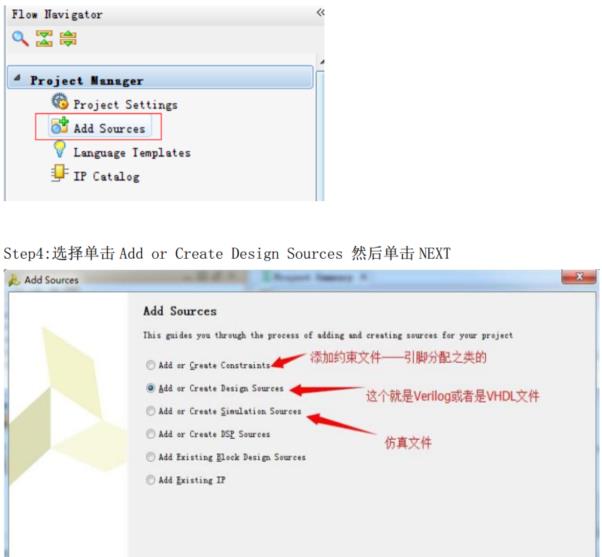 Flow Navigator
Project Manager
Project Settings
Add Sources
Language Templates
IP Catalog
Step4:选择单击 Add or Create Design Sources 然后单击 NEXT
Add Sources
Add Sources
This guides you through the process of adding and creating sources for your project
Add or Create Constraints
添加约束文件——引脚分配之类的
Add or Create Design Sources
这个就是Verilog或者是VHDL文件
Add or Create Simulation Sources
仿真文件
Add or Create DSP Sources
Add Existing Block Design Sources
Add Existing IP